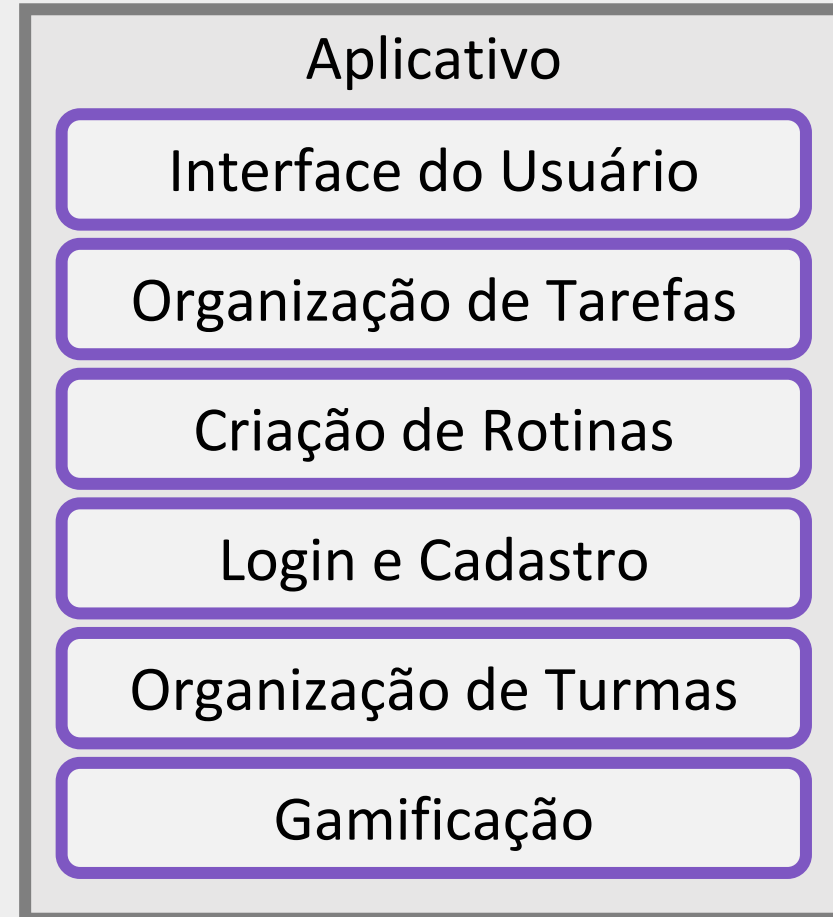 Aplicativo
Interface do Usuário
Organização de Tarefas
Criação de Rotinas
Login e Cadastro
Organização de Turmas
Gamificação